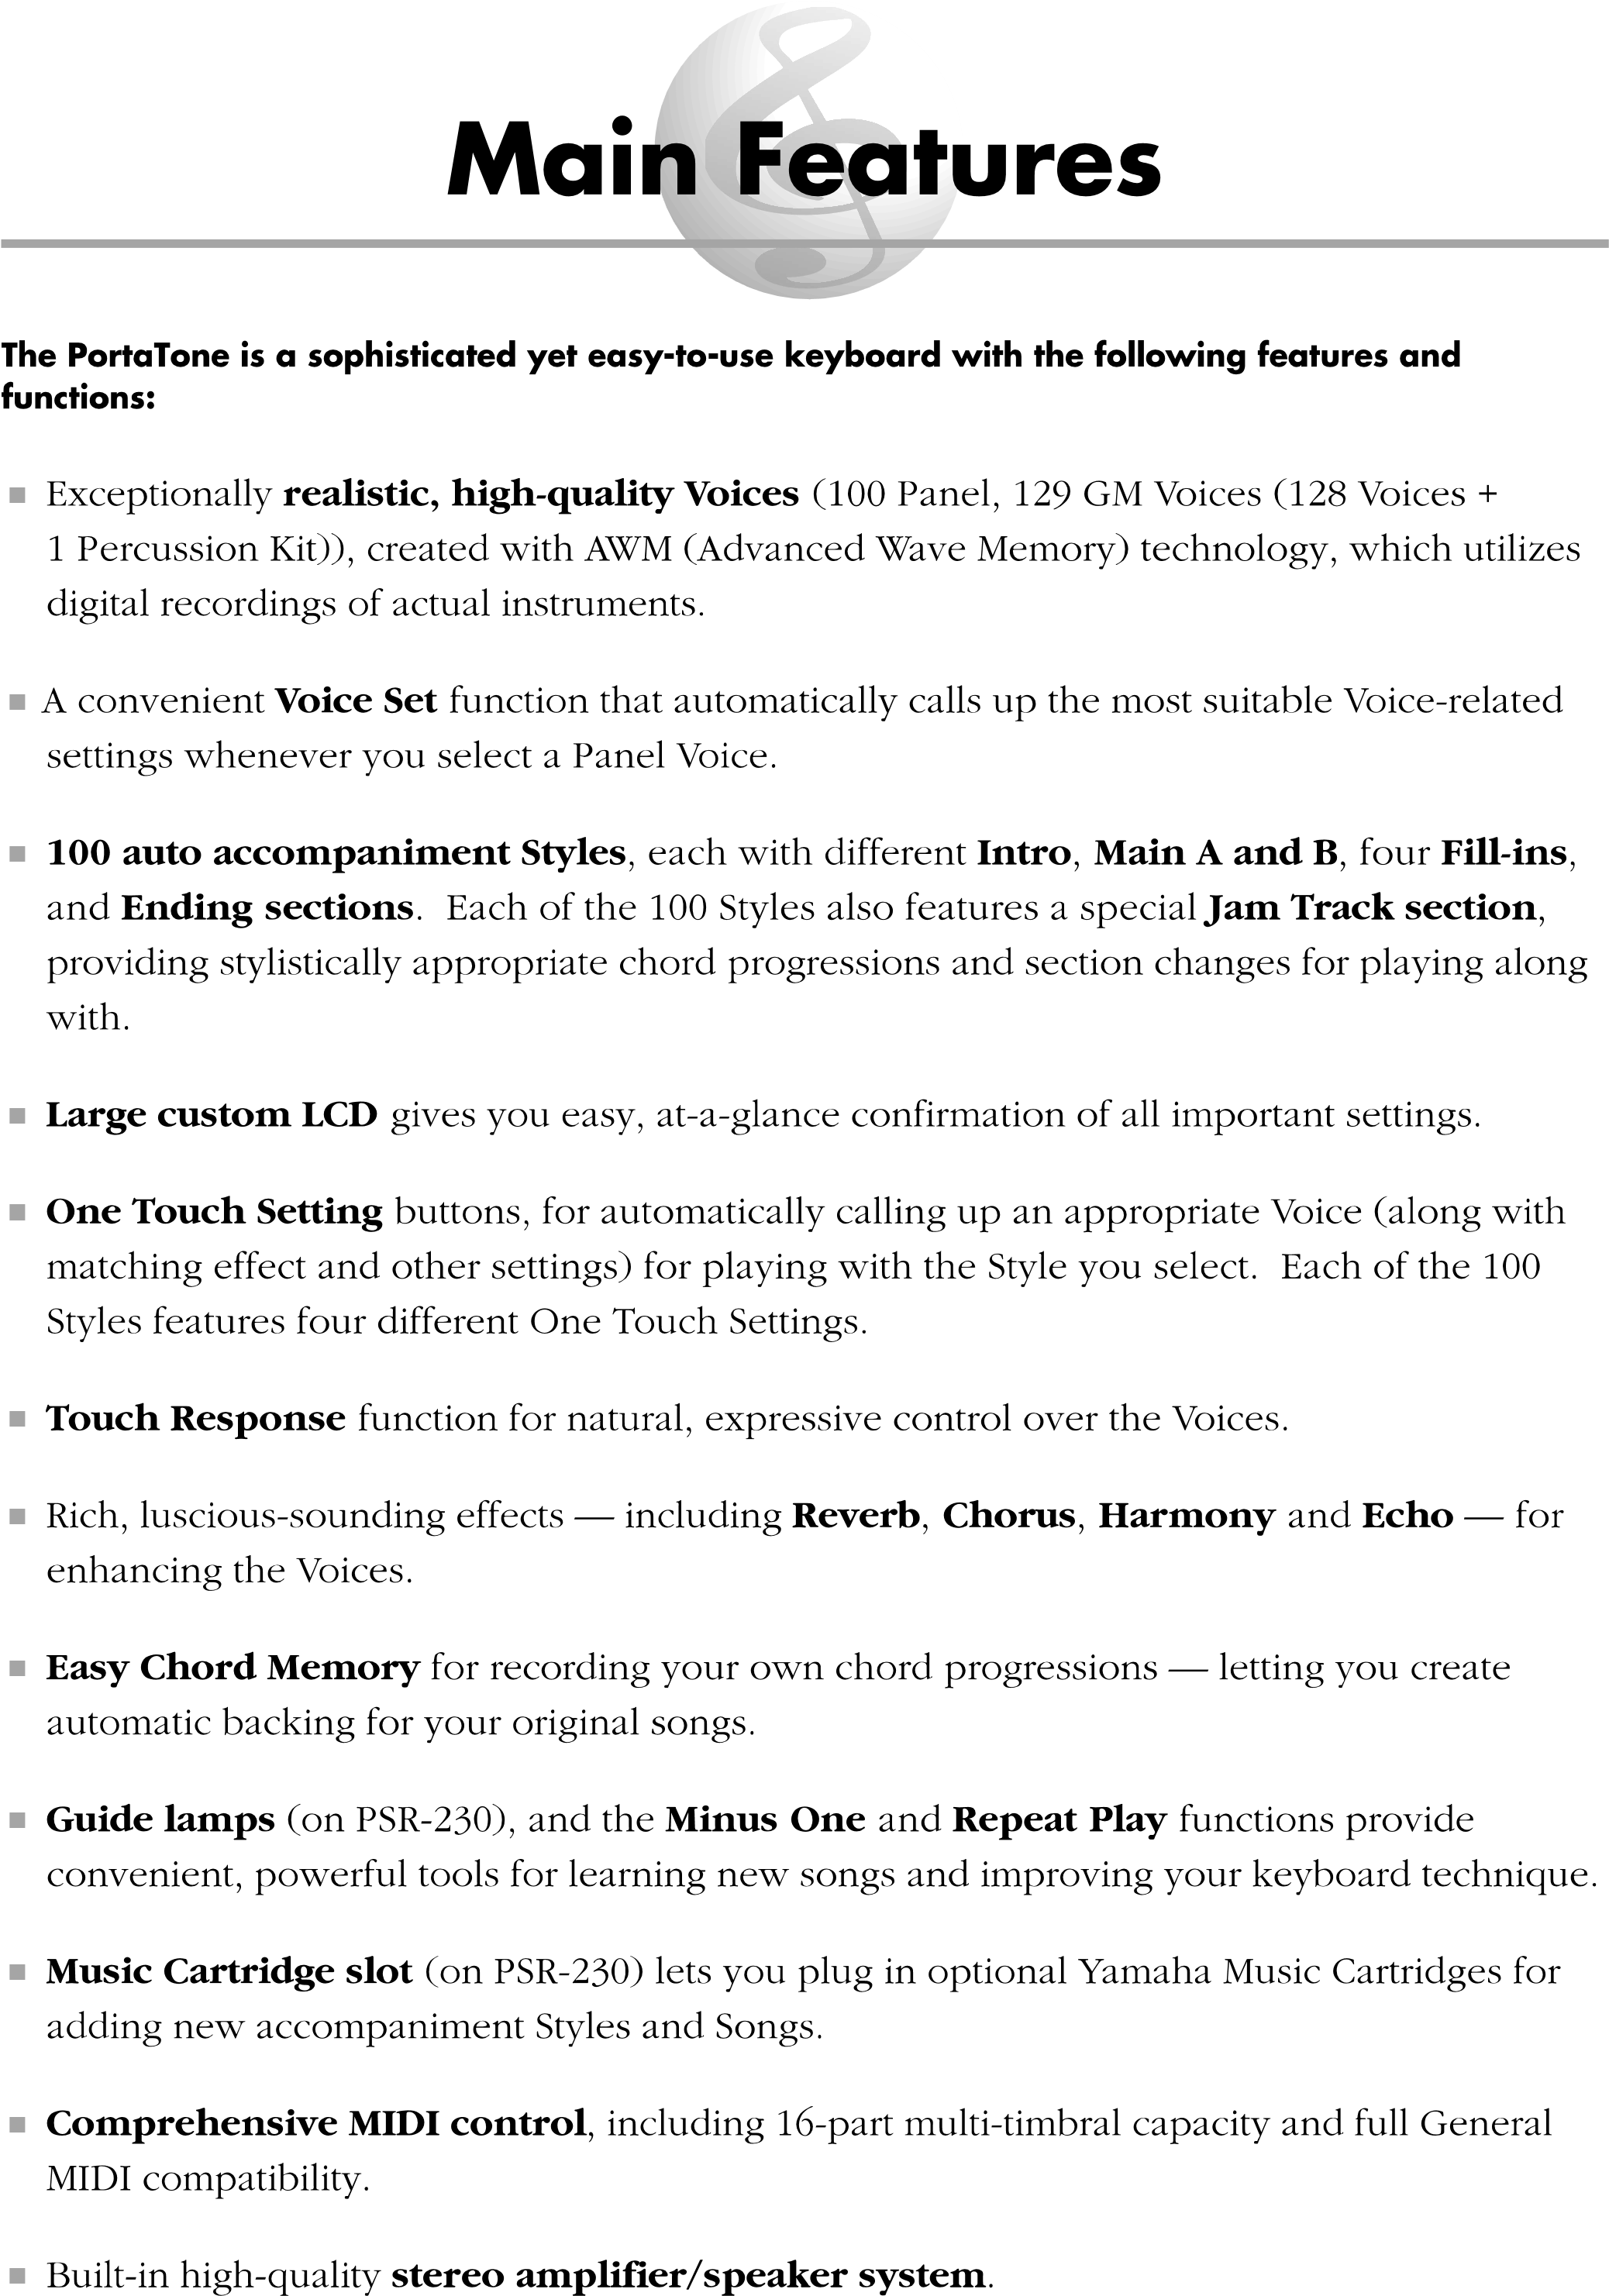 Main Features
The PortaTone is a sophisticated yet easy-to-use keyboard with the following features and
functions:
■ Exceptionally realistic, high-quality Voices (100 Panel, 129 GM Voices (128 Voices +
1 Percussion Kit)), created with AWM (Advanced Wave Memory) technology, which utilizes
digital recordings of actual instruments.
■ A convenient Voice Set function that automatically calls up the most suitable Voice-related
settings whenever you select a Panel Voice.
■ 100 auto accompaniment Styles, each with different Intro, Main A and B, four Fill-ins,
and Ending sections.  Each of the 100 Styles also features a special Jam Track section,
providing stylistically appropriate chord progressions and section changes for playing along
with.
■ Large custom LCD gives you easy, at-a-glance confirmation of all important settings.
■ One Touch Setting buttons, for automatically calling up an appropriate Voice (along with
matching effect and other settings) for playing with the Style you select.  Each of the 100
Styles features four different One Touch Settings.
■ Touch Response function for natural, expressive control over the Voices.
■ Rich, luscious-sounding effects — including Reverb, Chorus, Harmony and Echo — for
enhancing the Voices.
■ Easy Chord Memory for recording your own chord progressions — letting you create
automatic backing for your original songs.
■ Guide lamps (on PSR-230), and the Minus One and Repeat Play functions provide
convenient, powerful tools for learning new songs and improving your keyboard technique.
■ Music Cartridge slot (on PSR-230) lets you plug in optional Yamaha Music Cartridges for
adding new accompaniment Styles and Songs.
■ Comprehensive MIDI control, including 16-part multi-timbral capacity and full General
MIDI compatibility.
■ Built-in high-quality stereo amplifier/speaker system.